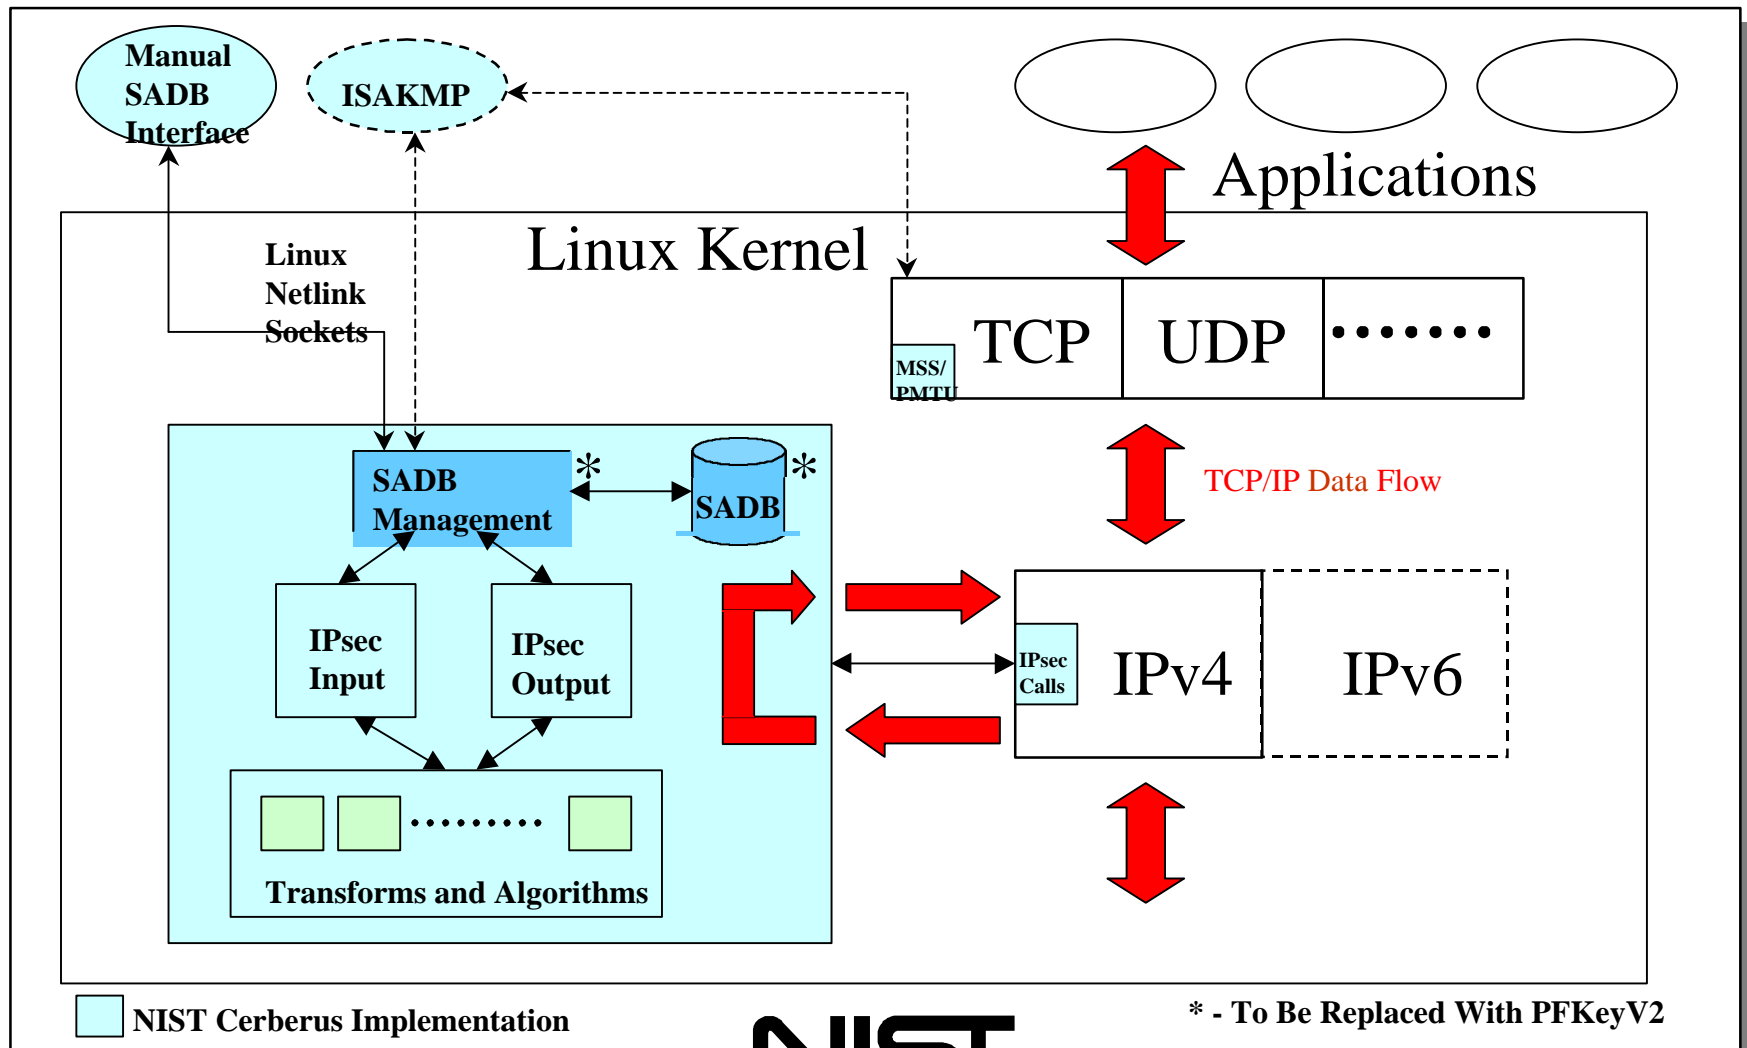 Manual
SADB
Interface
ISAKMP
Applications
Linux Kernel
Linux
Netlink
Sockets
TCP
UDP
MSS/
PMTU
SADB
Management
*
SADB
*
TCP/IP Data Flow
IPsec
Input
IPsec
Output
IPsec
Calls
IPv4
IPv6
Transforms and Algorithms
NIST Cerberus Implementation
* - To Be Replaced With PFKeyV2
NIST